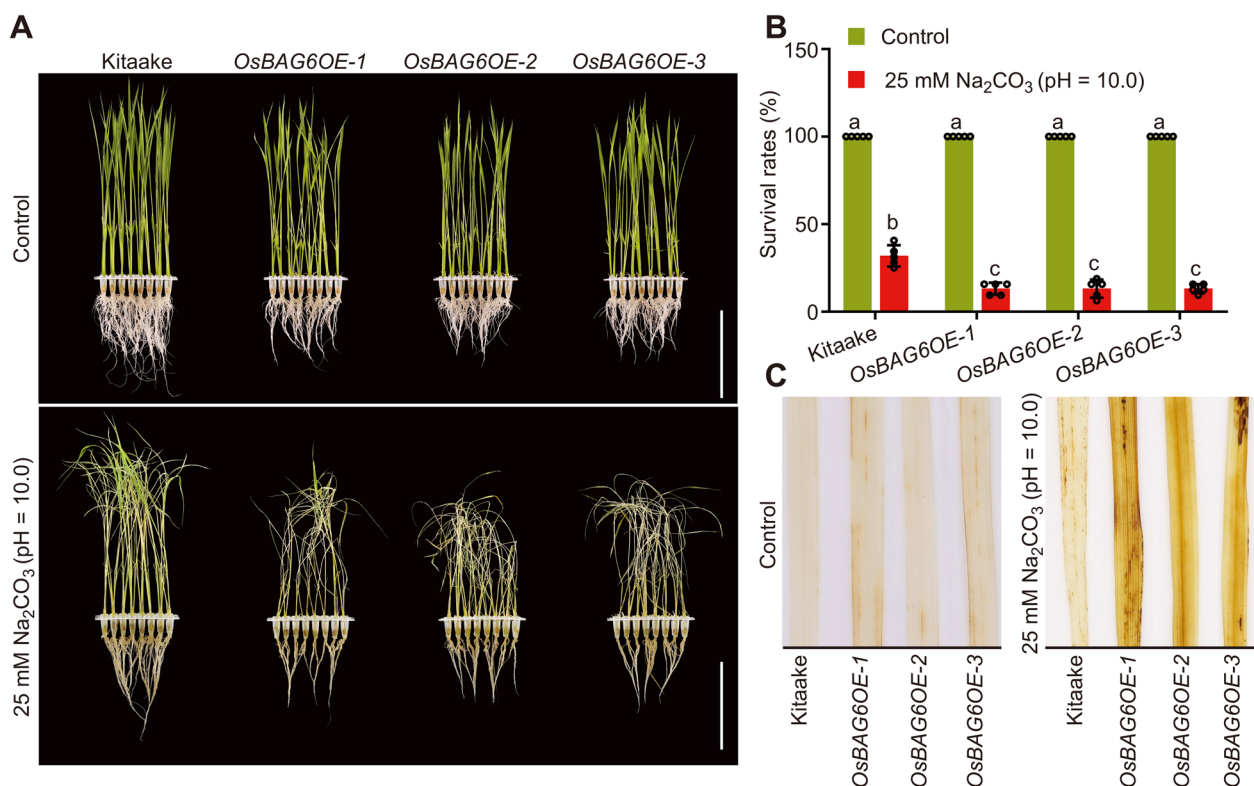 A
Kitaake OsBAG6OE-1 OsBAG6OE-2 OsBAG6OE-3
Control
25 mM Na₂CO₃ (pH = 10.0)
B
Survival rates (%)
150
100
50
0
Control
25 mM Na₂CO₃ (pH = 10.0)
a a a a
b c c c
Kitaake OsBAG6OE-1 OsBAG6OE-2 OsBAG6OE-3
C
Control
Kitaake
OsBAG6OE-1
OsBAG6OE-2
OsBAG6OE-3
25 mM Na₂CO₃ (pH = 10.0)
Kitaake
OsBAG6OE-1
OsBAG6OE-2
OsBAG6OE-3